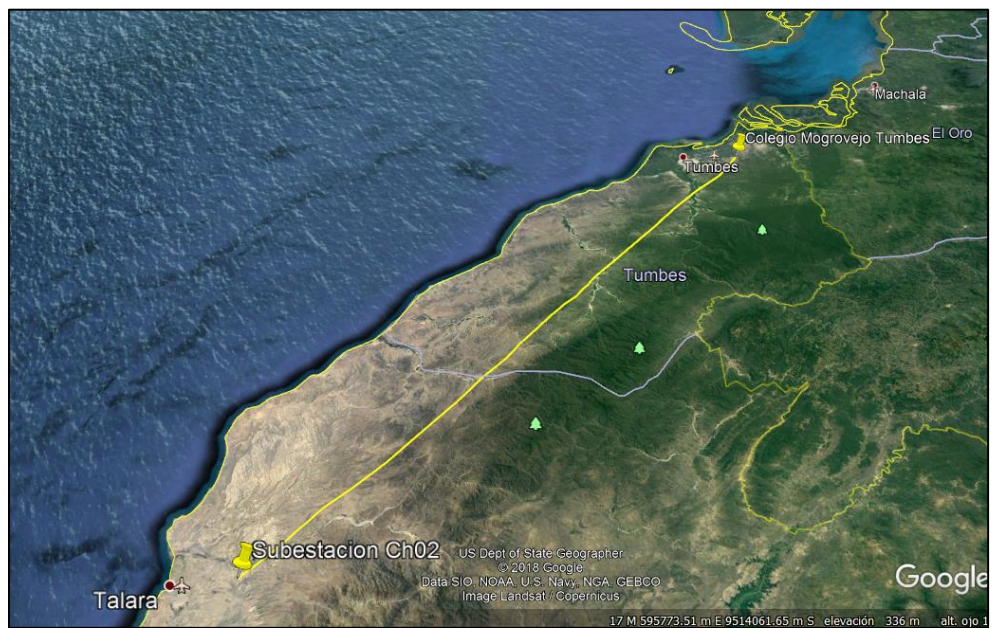 Machala
Colegio Mogrovejo Tumbes
El Oro
Tumbes
Tumbes
Subestacion Ch02
US Dept of State Geographer
© 2018 Google
Data SIO, NOAA, U.S. Navy, NGA, GEBCO
Image Landsat / Copernicus
Talara
Google
17 M 595773.51 m E 9514061.65 m S elevación 336 m alt. ojo 1